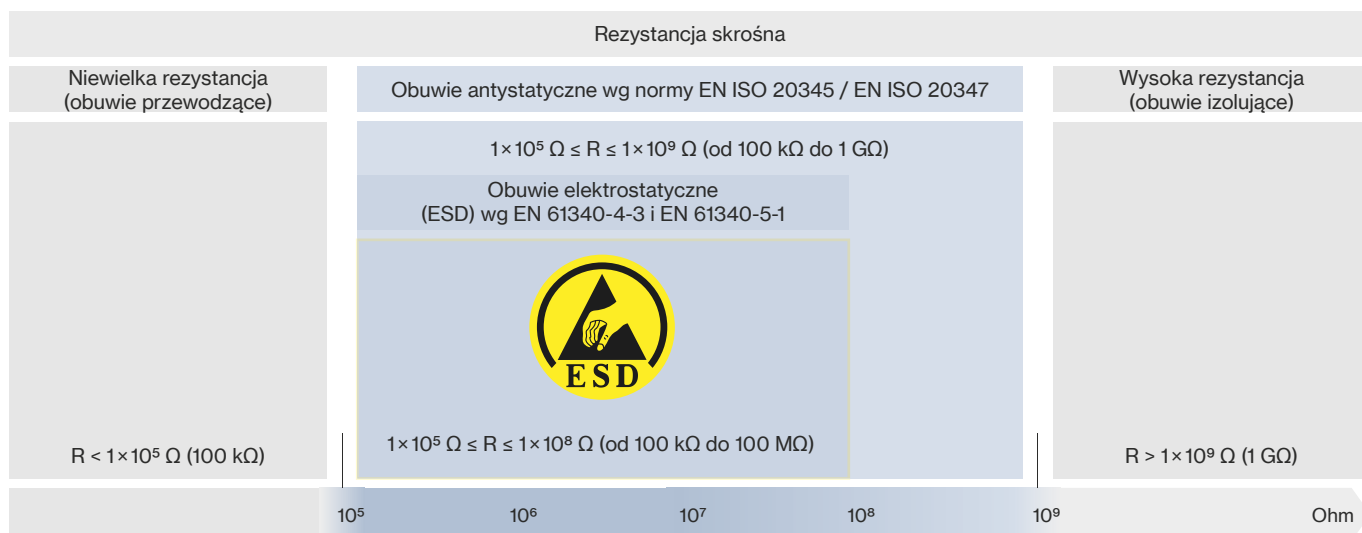 Rezystancja skrośna
Niewielka rezystancja
(obuwie przewodzące)
Obuwie antystatyczne wg normy EN ISO 20345 / EN ISO 20347
Wysoka rezystancja
(obuwie izolujące)
1×10⁵ Ω ≤ R ≤ 1×10⁹ Ω (od 100 kΩ do 1 GΩ)
Obuwie elektrostatyczne
(ESD) wg EN 61340-4-3 i EN 61340-5-1
ESD
1×10⁵ Ω ≤ R ≤ 1×10⁸ Ω (od 100 kΩ do 100 MΩ)
R < 1×10⁵ Ω (100 kΩ)
R > 1×10⁹ Ω (1 GΩ)
10⁵ 10⁶ 10⁷ 10⁸ 10⁹ Ohm